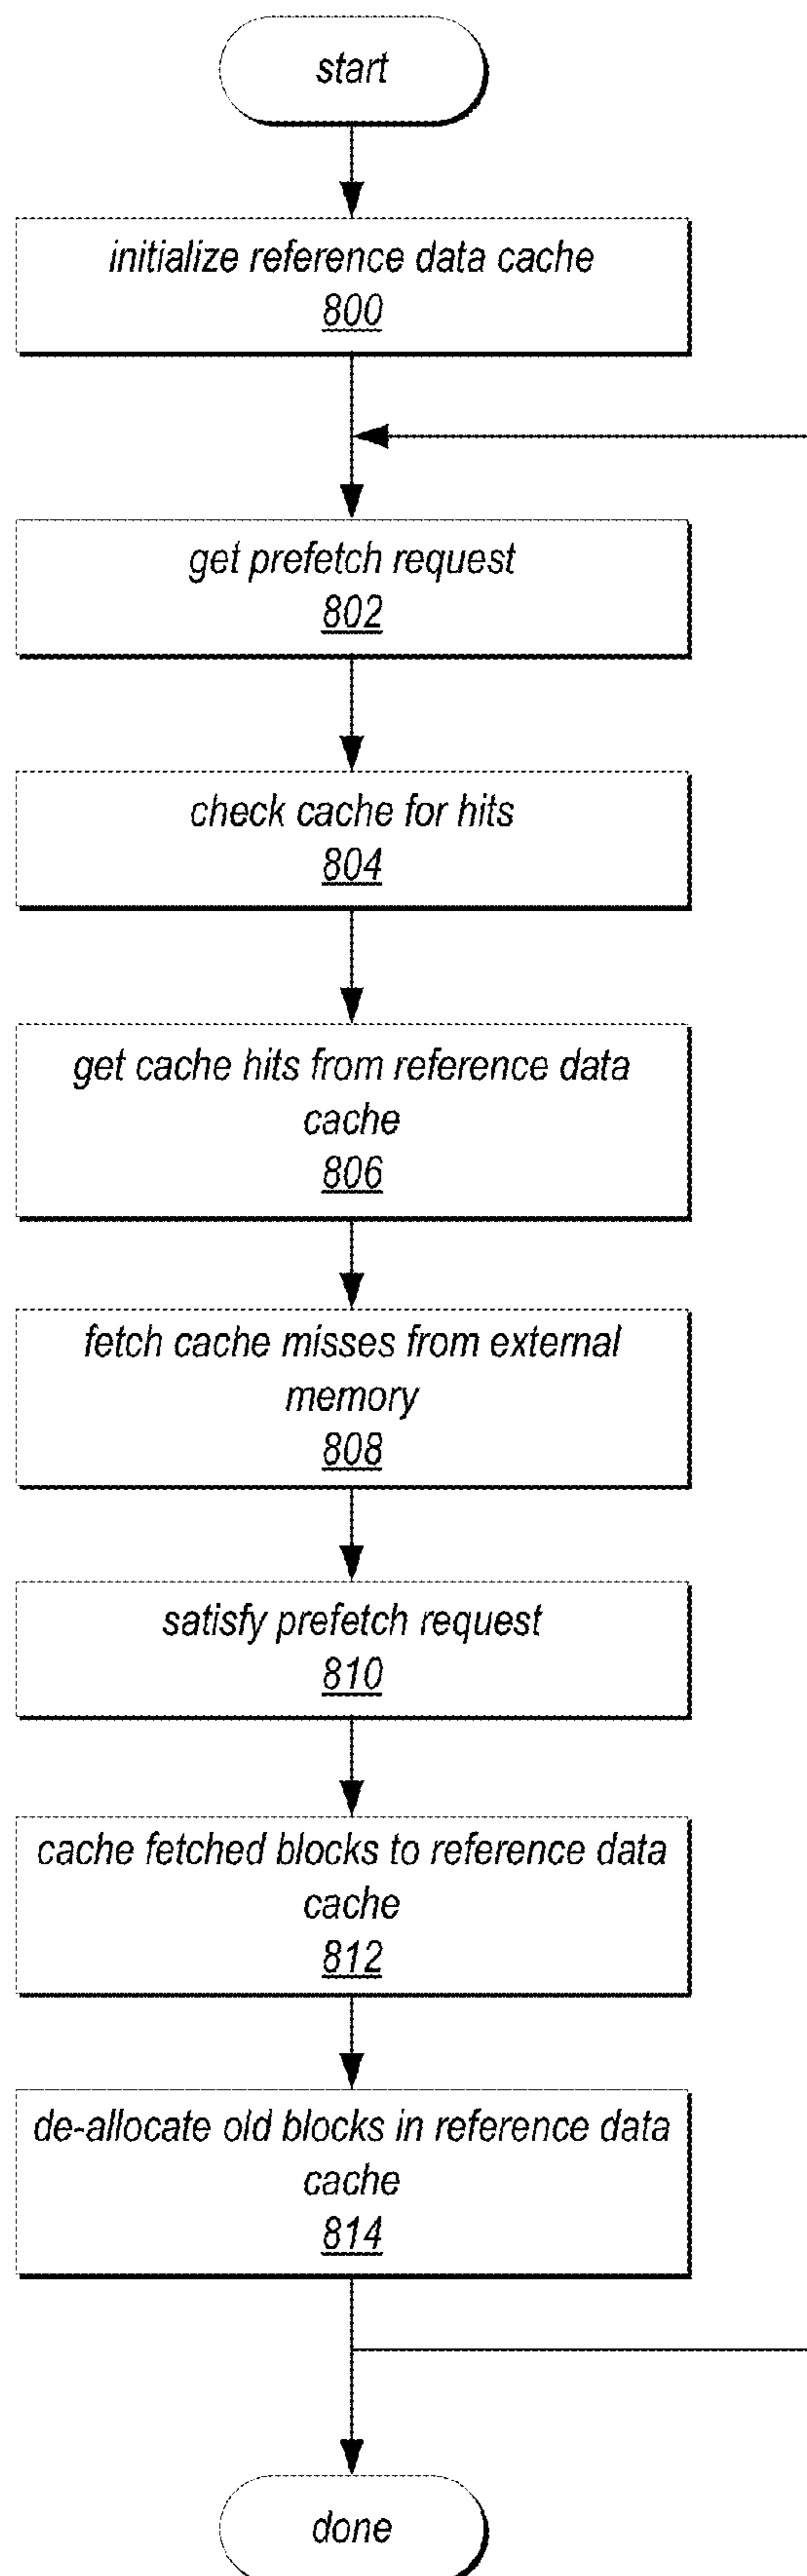 start
initialize reference data cache
800
get prefetch request
802
check cache for hits
804
get cache hits from reference data
cache
806
fetch cache misses from external
memory
808
satisfy prefetch request
810
cache fetched blocks to reference data
cache
812
de-allocate old blocks in reference data
cache
814
done